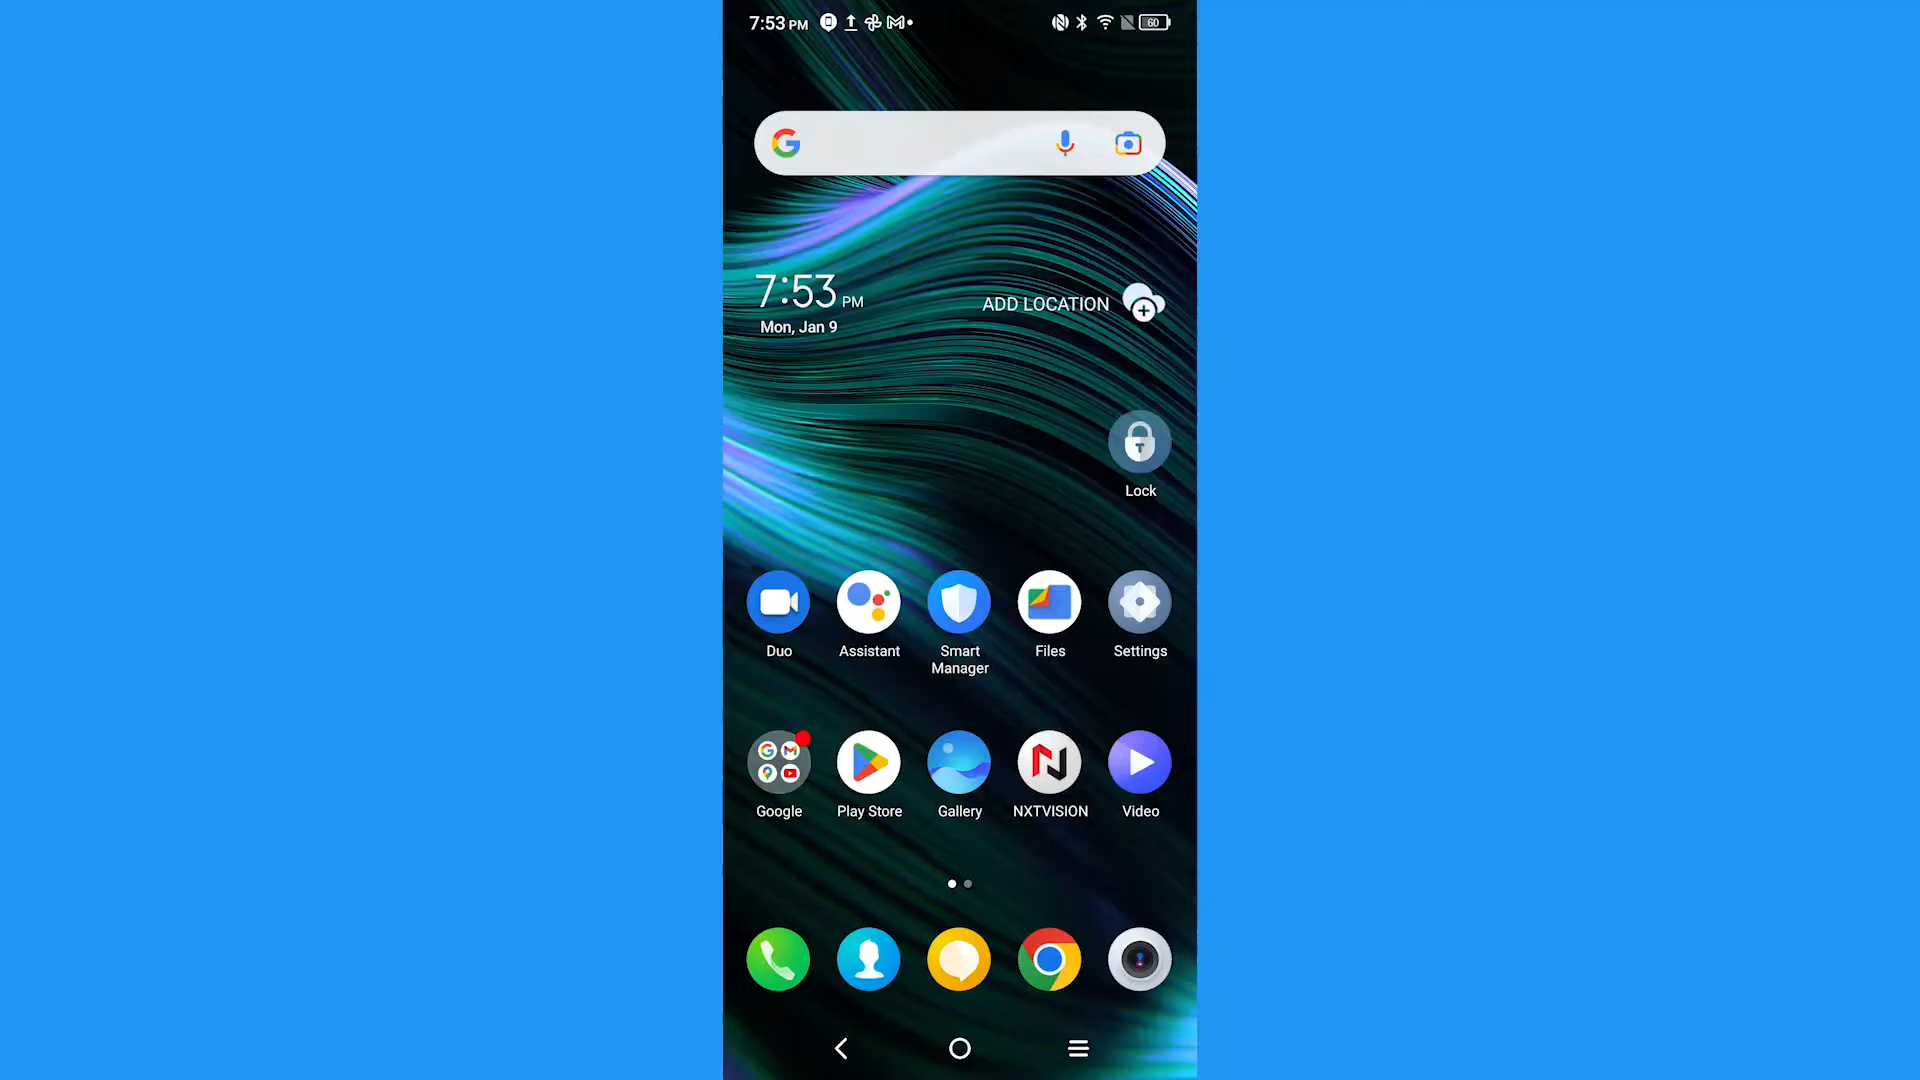 7:53 PM
60
7:53 PM
ADD LOCATION
Mon, Jan 9
Lock
Duo
Assistant
Smart
Manager
Files
Settings
Google
Play Store
Gallery
NXTVISION
Video